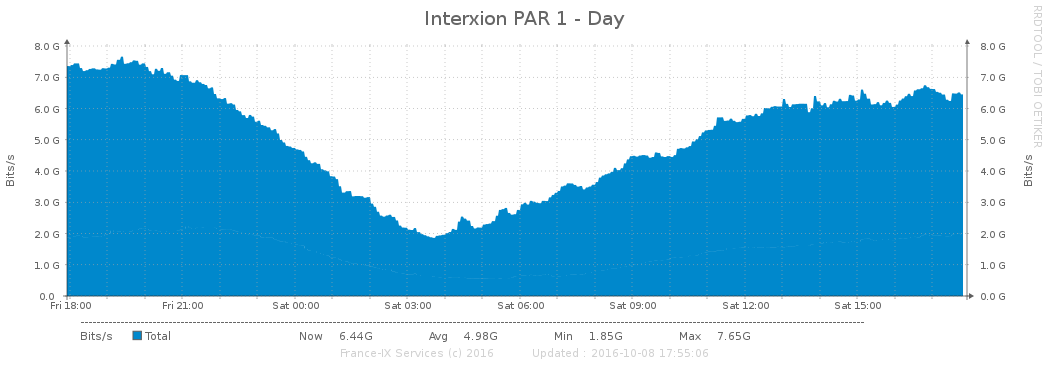 Interxion PAR 1 - Day
RRDTOOL / TOBI OETIKER
Bits/s
Bits/s
8.0 G 8.0 G
7.0 G 7.0 G
6.0 G 6.0 G
5.0 G 5.0 G
4.0 G 4.0 G
3.0 G 3.0 G
2.0 G 2.0 G
1.0 G 1.0 G
0.0 0.0 G
Fri 18:00 Fri 21:00 Sat 00:00 Sat 03:00 Sat 06:00 Sat 09:00 Sat 12:00 Sat 15:00
Bits/s Total Now 6.44G Avg 4.98G Min 1.85G Max 7.65G
France-IX Services (c) 2016 Updated : 2016-10-08 17:55:06